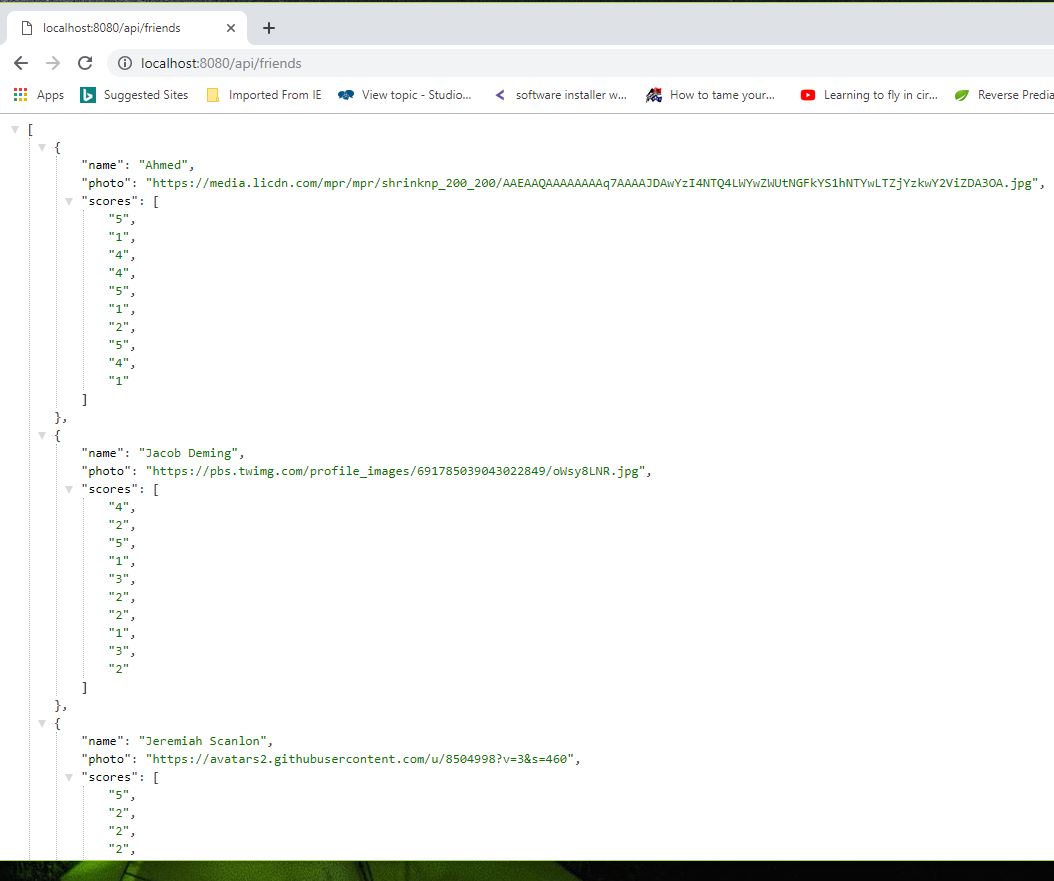 localhost:8080/api/friends
localhost:8080/api/friends
Apps Suggested Sites Imported From IE View topic - Studio... software installer w... How to tame your... Learning to fly in cir... Reverse Predia
[
{
"name": "Ahmed",
"photo": "https://media.licdn.com/mpr/mpr/shrinknp_200_200/AAEAAQAAAAAAAAq7AAAAJDAwYzI4NTQ4LWYwZWUtNGFkYS1hNTYwLTZjYzkwY2ViZDA3OA.jpg",
"scores": [
"5",
"1",
"4",
"4",
"5",
"1",
"2",
"5",
"4",
"1"
]
},
{
"name": "Jacob Deming",
"photo": "https://pbs.twimg.com/profile_images/691785039043022849/oWsy8LNR.jpg",
"scores": [
"4",
"2",
"5",
"1",
"3",
"2",
"2",
"1",
"3",
"2"
]
},
{
"name": "Jeremiah Scanlon",
"photo": "https://avatars2.githubusercontent.com/u/8504998?v=3&s=460",
"scores": [
"5",
"2",
"2",
"2",